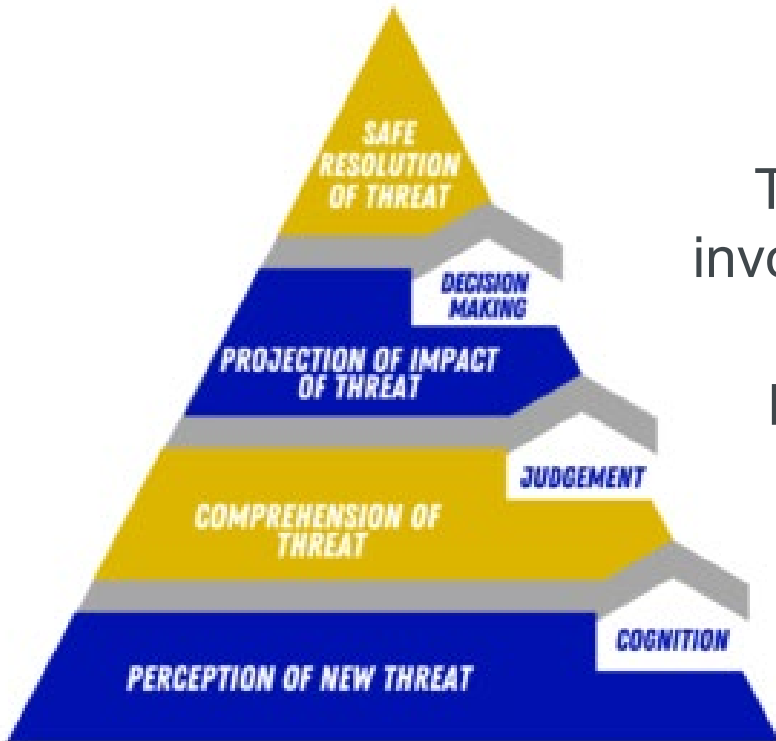 SAFE
RESOLUTION
OF THREAT
DECISION
MAKING
PROJECTION OF IMPACT
OF THREAT
JUDGEMENT
COMPREHENSION OF
THREAT
COGNITION
PERCEPTION OF NEW THREAT